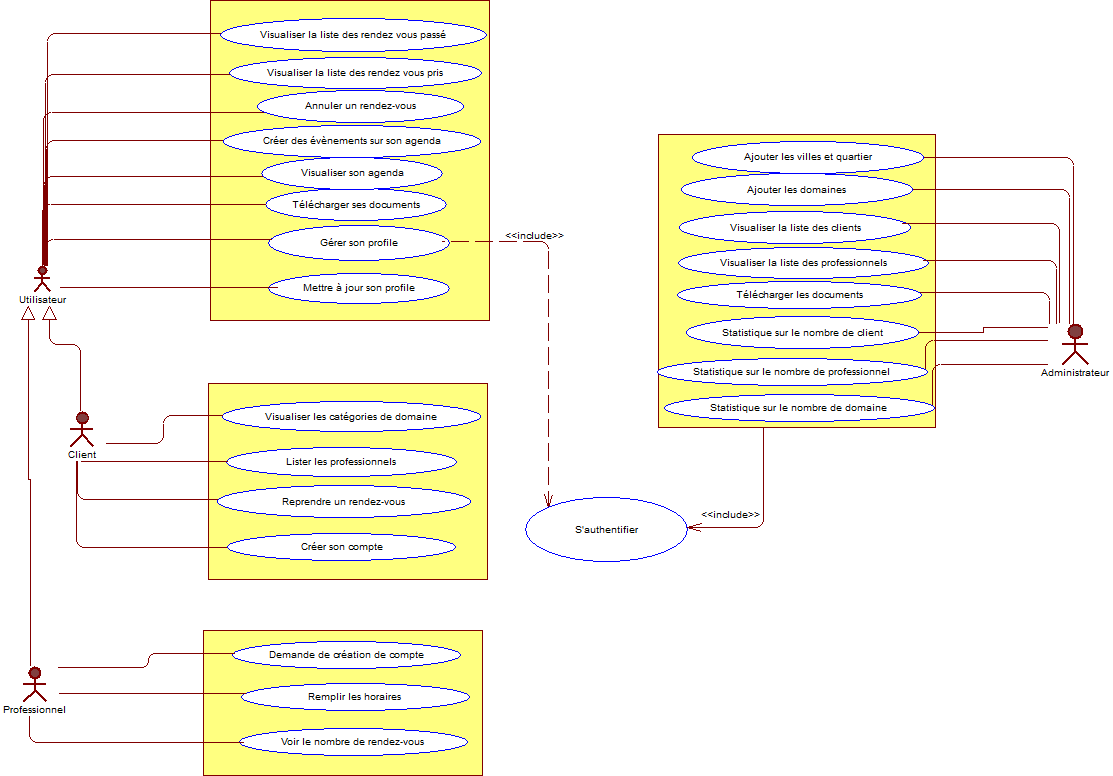 Visualiser la liste des rendez vous passé
Visualiser la liste des rendez vous pris
Annuler un rendez-vous
Créer des évènements sur son agenda
Visualiser son agenda
Télécharger ses documents
Gérer son profile
Mettre à jour son profile
Utilisateur
<<include>>
Ajouter les villes et quartier
Ajouter les domaines
Visualiser la liste des clients
Visualiser la liste des professionnels
Télécharger les documents
Statistique sur le nombre de client
Statistique sur le nombre de professionnel
Statistique sur le nombre de domaine
Administrateur
Visualiser les catégories de domaine
Lister les professionnels
Reprendre un rendez-vous
Créer son compte
Client
<<include>>
S'authentifier
Demande de création de compte
Remplir les horaires
Voir le nombre de rendez-vous
Professionnel